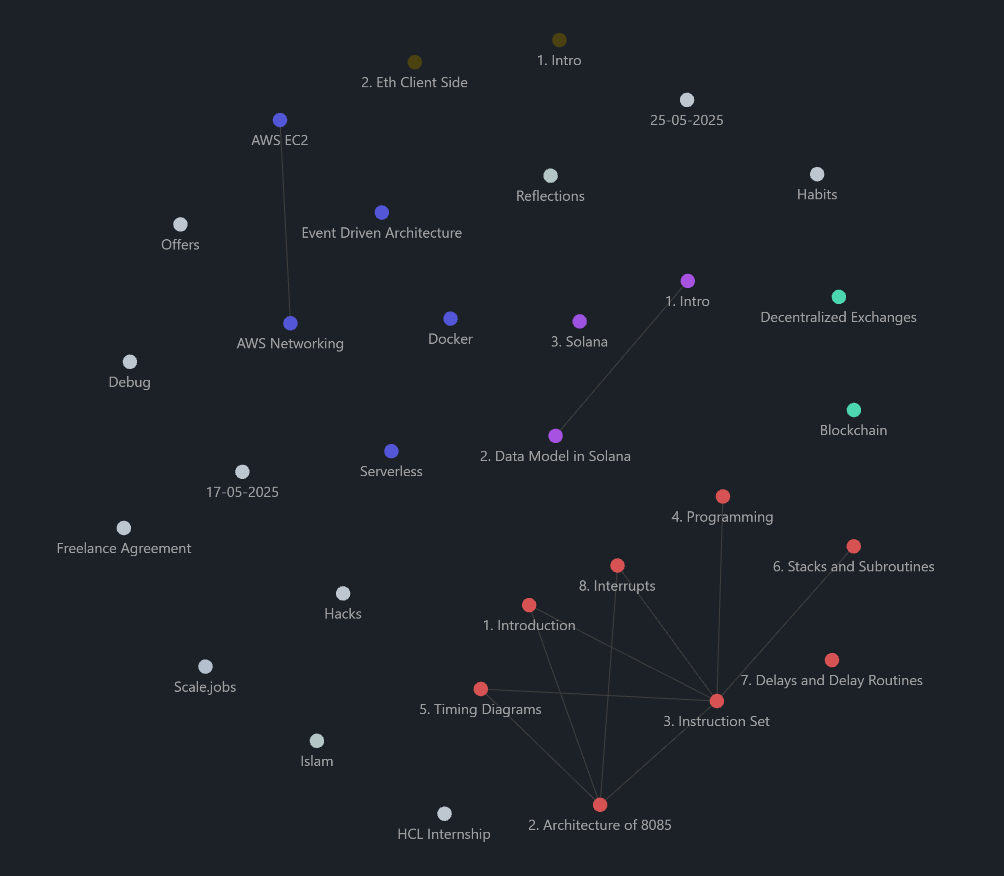 1. Intro
2. Eth Client Side
25-05-2025
AWS EC2
Reflections
Habits
Event Driven Architecture
Offers
1. Intro
Decentralized Exchanges
3. Solana
Docker
AWS Networking
Debug
Blockchain
2. Data Model in Solana
Serverless
17-05-2025
4. Programming
Freelance Agreement
6. Stacks and Subroutines
8. Interrupts
Hacks
1. Introduction
7. Delays and Delay Routines
Scale.jobs
5. Timing Diagrams
3. Instruction Set
Islam
2. Architecture of 8085
HCL Internship